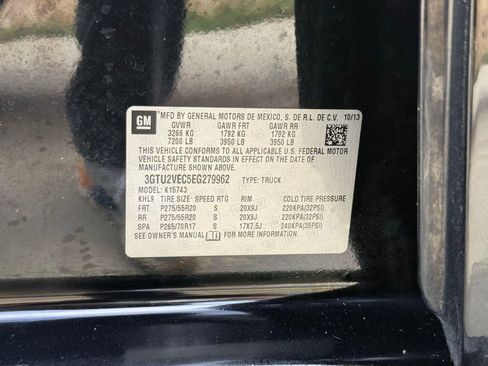 GM
*MFD BY GENERAL MOTORS DE MEXICO, S. DE R.L. DE C.V. 10/13
GVWR GAWR FRT GAWR RR
3266 KG 1792 KG 1792 KG
7200 LB 3950 LB 3950 LB
THIS VEHICLE CONFORMS TO ALL APPLICABLE U.S. FEDERAL MOTOR
VEHICLE SAFETY AND THEFT PREVENTION STANDARDS
IN EFFECT ON THE DATE OF MANUFACTURE
SHOWN ABOVE.
3GTU2VEC5EG279962 TYPE: TRUCK
MODEL: K15743
KHL9 TIRE SIZE SPEED RTG RIM COLD TIRE PRESSURE
FRT P275/55R20 S 20X9J 220KPA(32PSI)
RR P275/55R20 S 20X9J 220KPA(32PSI)
SPA P265/70R17 S 17X7.5J 240KPA(35PSI)
SEE OWNER'S MANUAL FOR MORE INFORMATION.